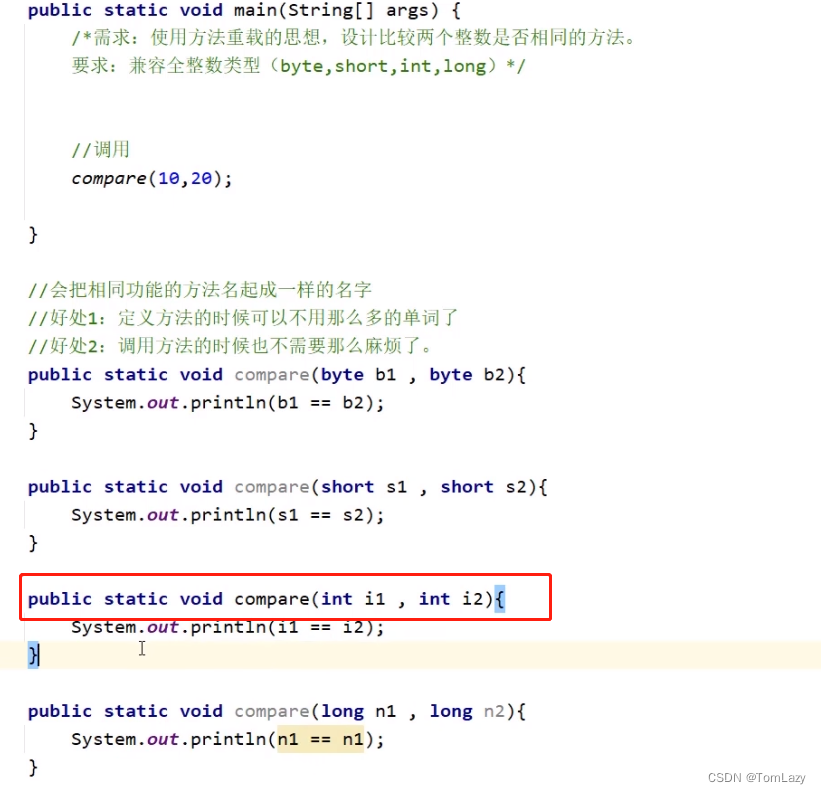 public static void main(String[] args) {
/*需求：使用方法重载的思想，设计比较两个整数是否相同的方法。
要求：兼容全整数类型（byte,short,int,long）*/
//调用
compare(10,20);
}
//会把相同功能的方法名起成一样的名字
//好处1：定义方法的时候可以不用那么多的单词了
//好处2：调用方法的时候也不需要那么麻烦了。
public static void compare(byte b1 , byte b2){
System.out.println(b1 == b2);
}
public static void compare(short s1 , short s2){
System.out.println(s1 == s2);
}
public static void compare(int i1 , int i2){
System.out.println(i1 == i2);
}
public static void compare(long n1 , long n2){
System.out.println(n1 == n1);
}
CSDN @TomLazy